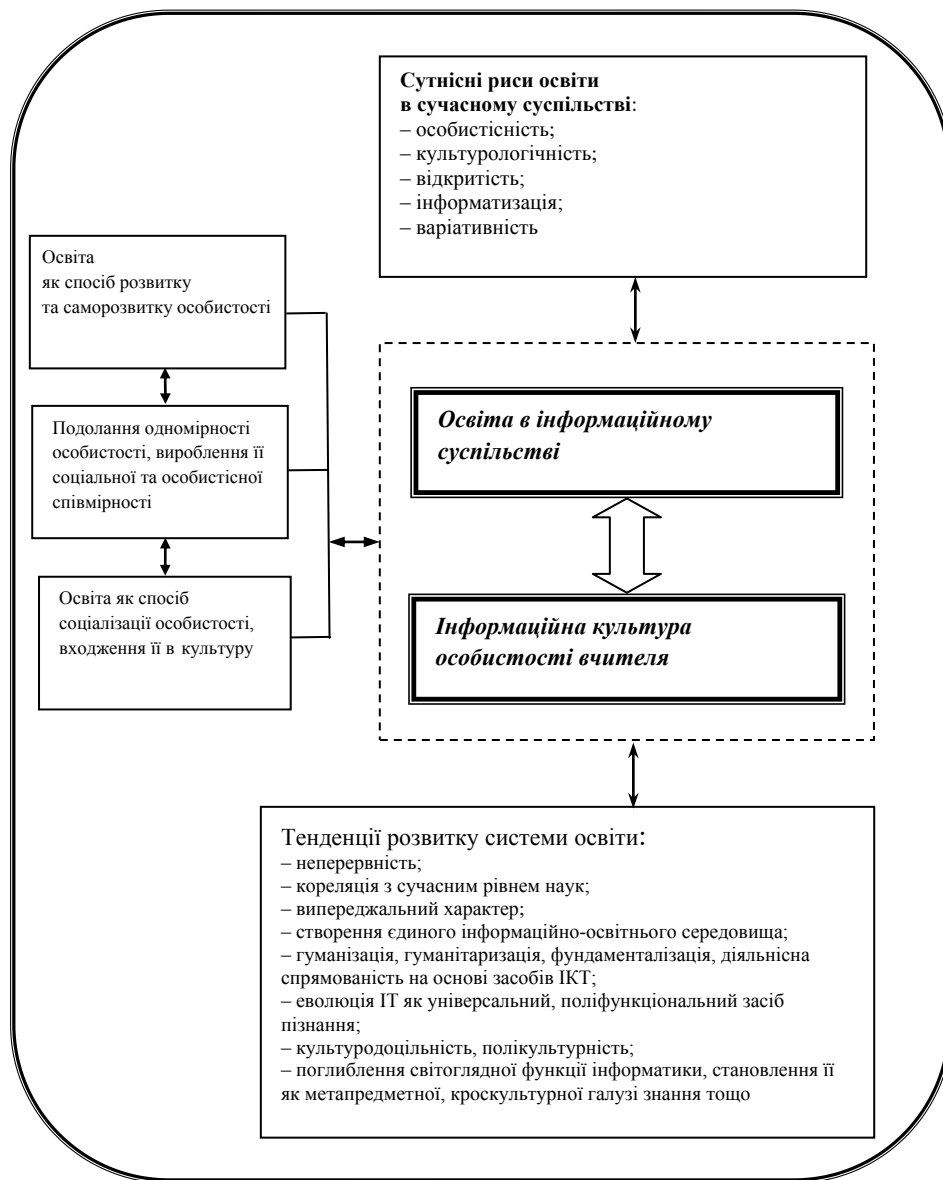 Сутнісні риси освіти
в сучасному суспільстві:
– особистісність;
– культурологічність;
– відкритість;
– інформатизація;
– варіативність
Освіта
як спосіб розвитку
та саморозвитку особистості
Подолання одномірності
особистості, вироблення її
соціальної та особистісної
співмірності
Освіта як спосіб
соціалізації особистості,
входження її в культуру
Освіта в інформаційному
суспільстві
Інформаційна культура
особистості вчителя
Тенденції розвитку системи освіти:
– неперервність;
– кореляція з сучасним рівнем наук;
– випереджальний характер;
– створення єдиного інформаційно-освітнього середовища;
– гуманізація, гуманітаризація, фундаменталізація, діяльнісна
спрямованість на основі засобів ІКТ;
– еволюція ІТ як універсальний, поліфункціональний засіб
пізнання;
– культуродоцільність, полікультурність;
– поглиблення світоглядної функції інформатики, становлення її
як метапредметної, кроскультурної галузі знання тощо